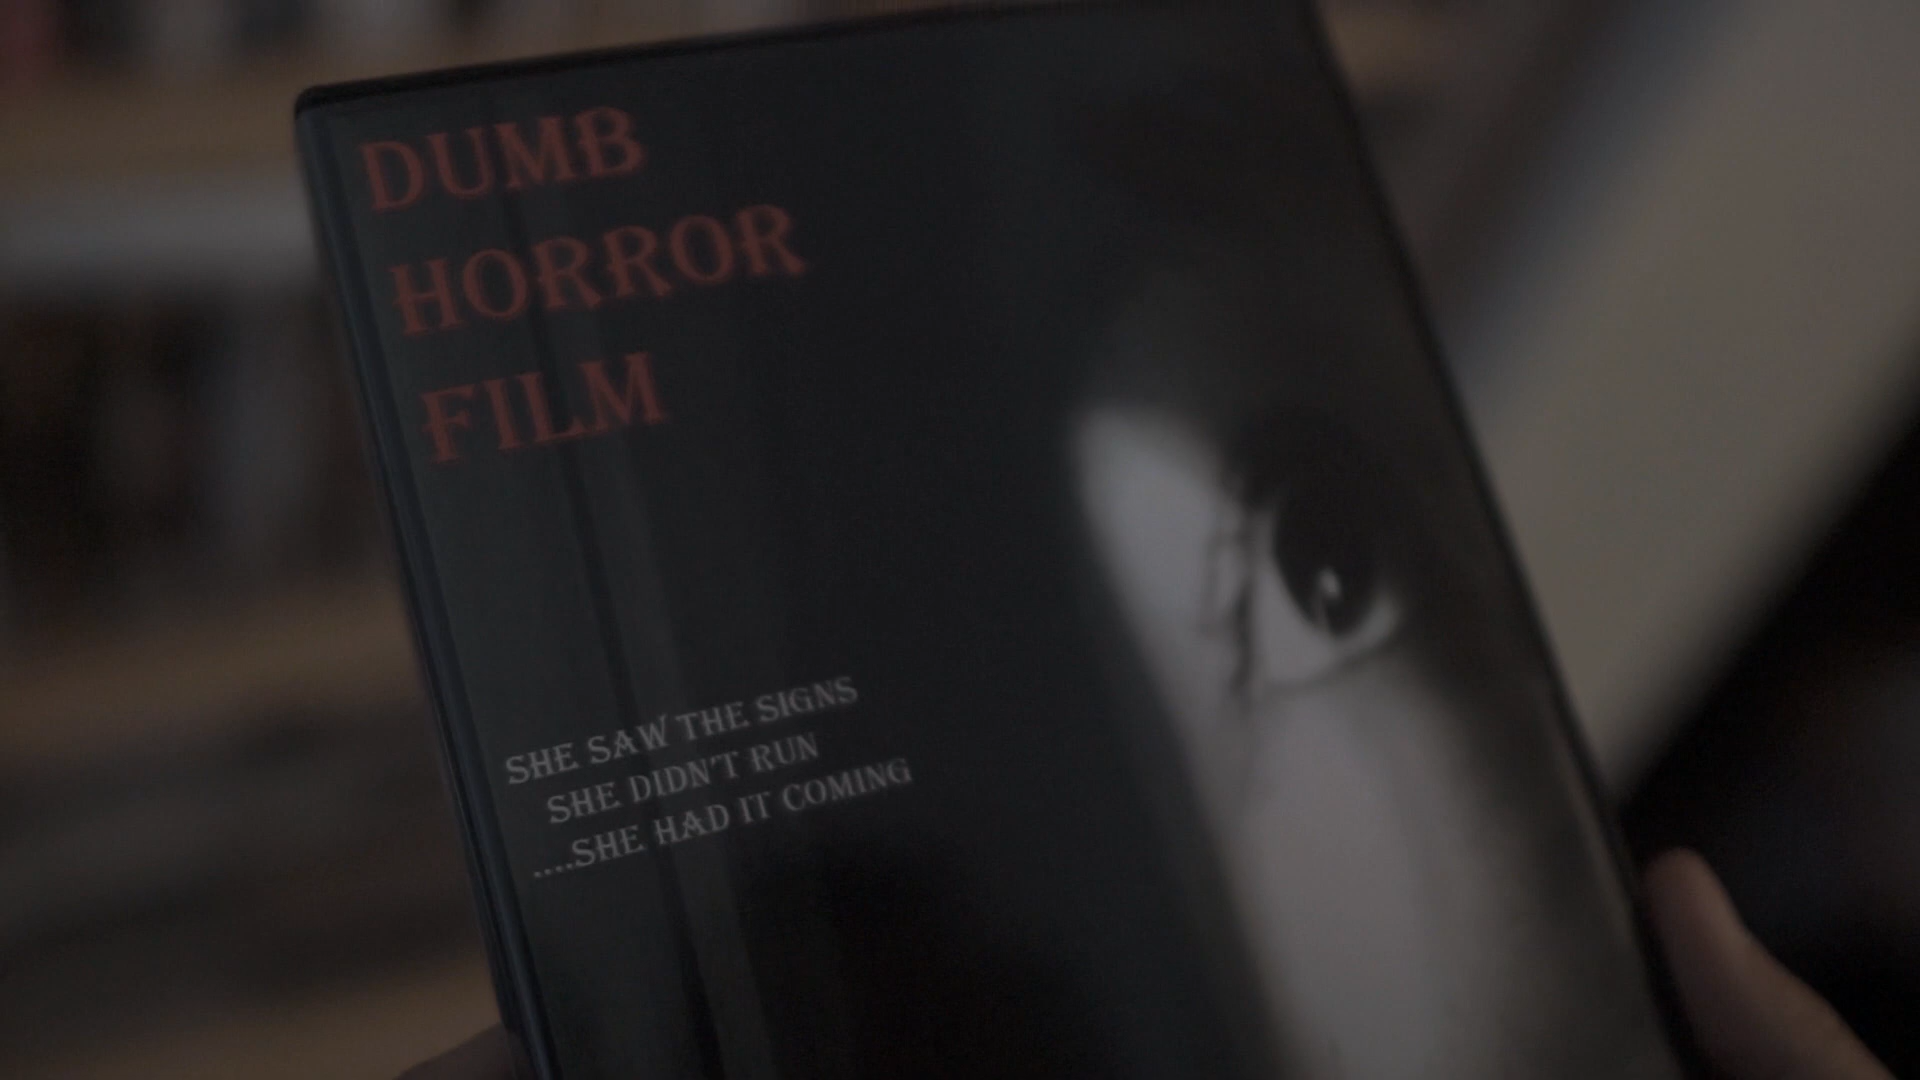 DUMB
HORROR
FILM
SHE SAW THE SIGNS
SHE DIDN'T RUN
....SHE HAD IT COMING